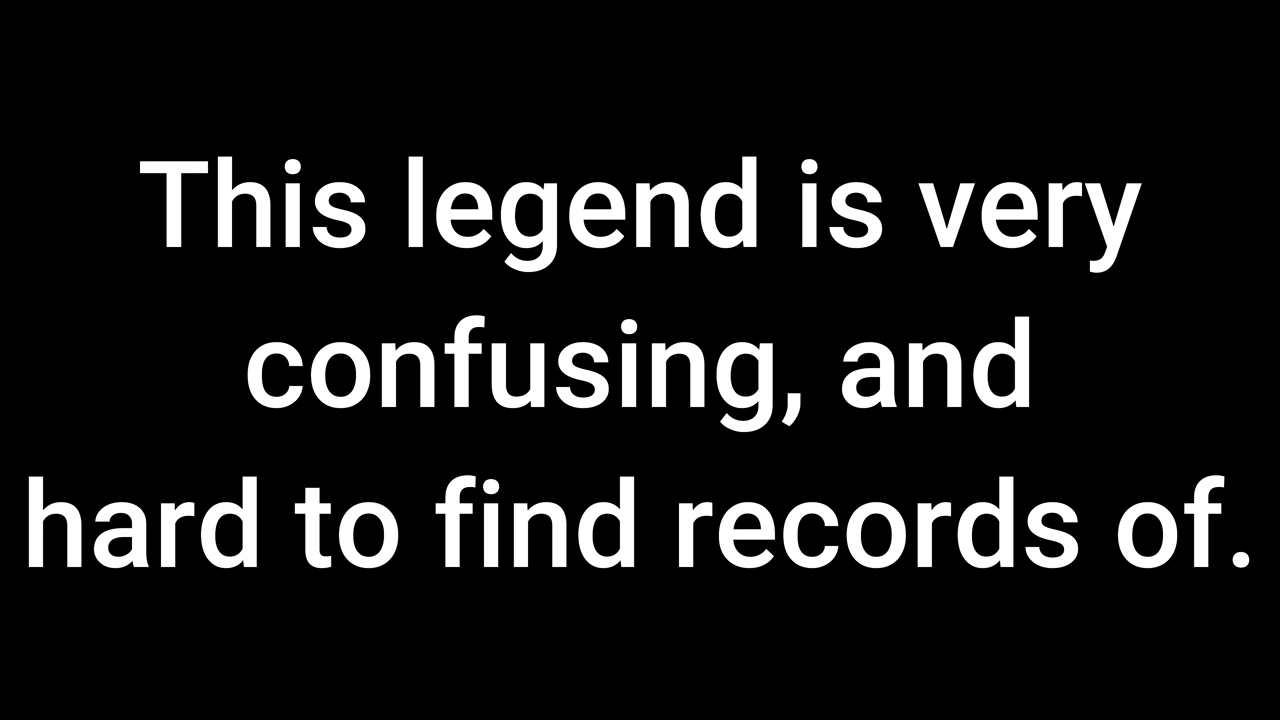 This legend is very
confusing, and
hard to find records of.